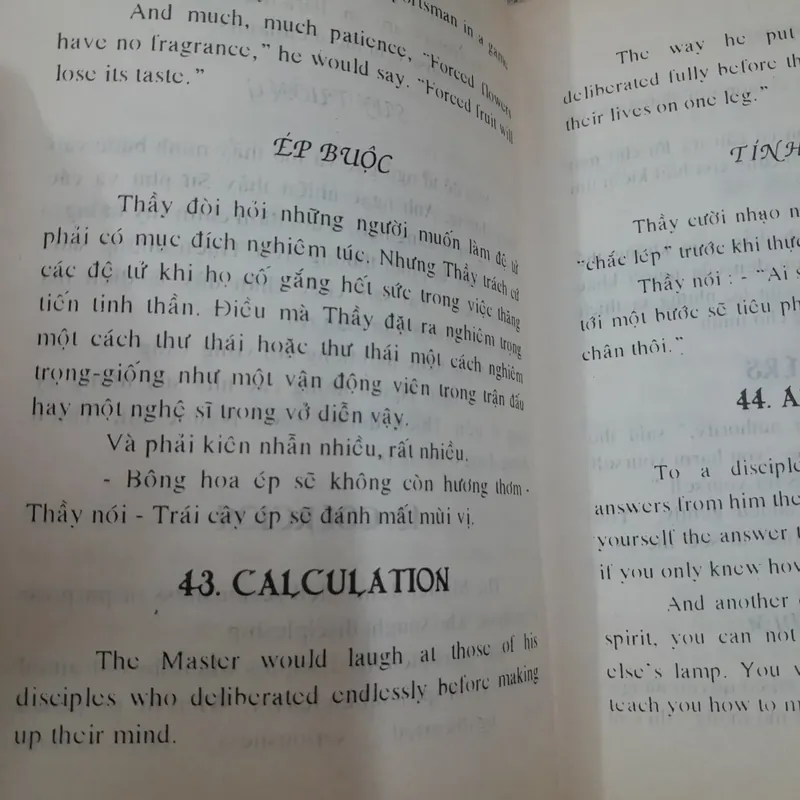 sportsman in a game.
And much, much patience, “Forced flowers
have no fragrance,” he would say. “Forced fruit will
lose its taste.”
ÉP BUỘC
Thầy đòi hỏi những người muốn làm đệ tử
phải có mục đích nghiêm túc. Nhưng Thầy trách cứ
các đệ tử khi họ cố gắng hết sức trong việc thăng
tiến tinh thần. Điều mà Thầy đặt ra nghiêm trọng
một cách thư thái hoặc thư thái một cách nghiêm
trọng-giống như một vận động viên trong trận đấu
hay một nghệ sĩ trong vở diễn vậy.
Và phải kiên nhẫn nhiều, rất nhiều.
- Bông hoa ép sẽ không còn hương thơm -
Thầy nói - Trái cây ép sẽ đánh mất mùi vị.
43. CALCULATION
The Master would laugh at those of his
disciples who deliberated endlessly before making
up their mind.
The way he put
deliberated fully before th
their lives on one leg.”
TÍNH
Thầy cười nhạo n
“chắc lép” trước khi thực
Thầy nói : - “Ai s
tới một bước sẽ tiêu ph
chân thôi.”
44. A
To a disciple
answers from him the
yourself the answer t
if you only knew how
And another
spirit, you can not
else’s lamp. You
teach you how to m